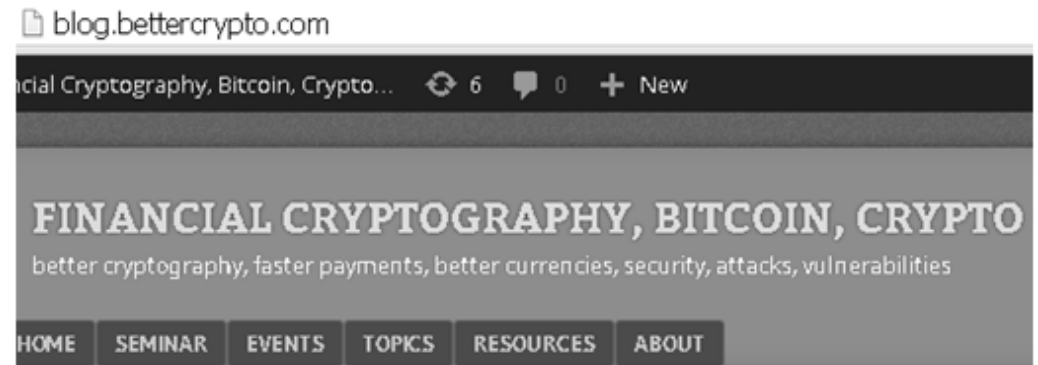 blog.bettercrypto.com
ncial Cryptography, Bitcoin, Crypto... 6 0 + New
FINANCIAL CRYPTOGRAPHY, BITCOIN, CRYPTO
better cryptography, faster payments, better currencies, security, attacks, vulnerabilities
HOME SEMINAR EVENTS TOPICS RESOURCES ABOUT